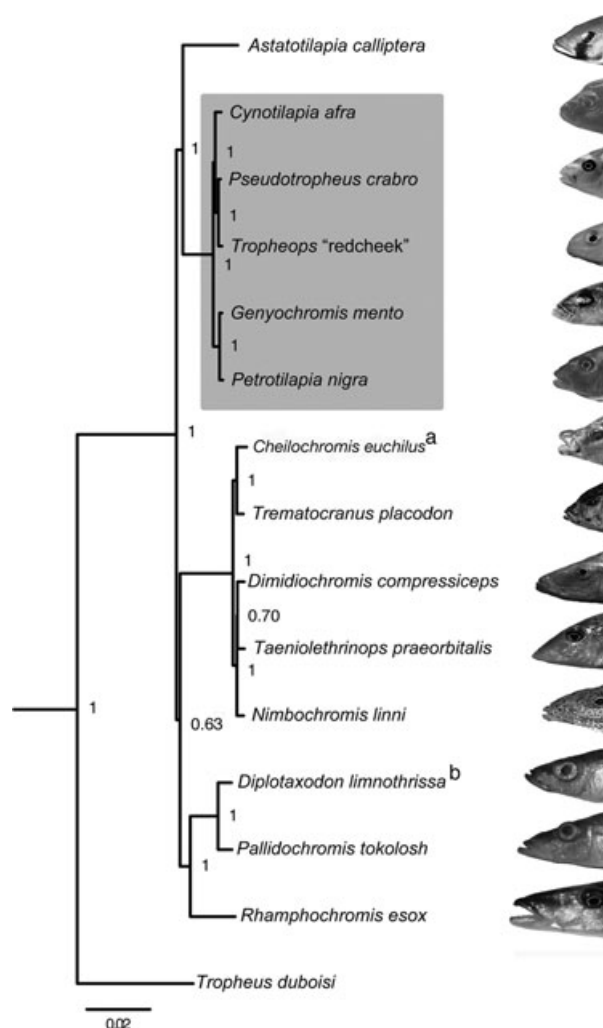 Astatotilapia calliptera
Cynotilapia afra
1
1
Pseudotropheus crabro
1
Tropheops "redcheek"
1
Genyochromis mento
1
Petrotilapia nigra
1
Cheilochromis euchilus a
1
Trematocranus placodon
1
Dimidiochromis compressiceps
0.70
Taeniolethrinops praeorbitalis
1
Nimbochromis linni
1
0.63
Diplotaxodon limnothrissa b
1
Pallidochromis tokolosh
1
Rhamphochromis esox
Tropheus duboisi
0.02